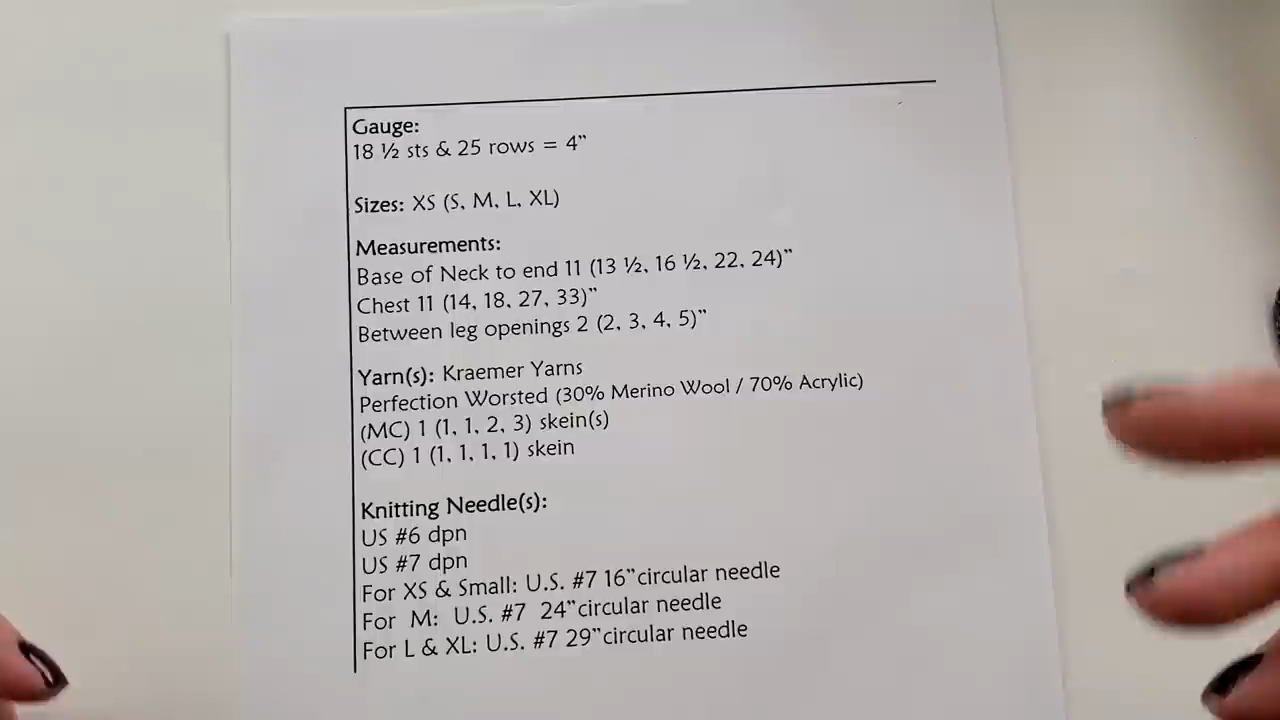 Gauge:
18 ½ sts & 25 rows = 4”
Sizes: XS (S, M, L, XL)
Measurements:
Base of Neck to end 11 (13 ½, 16 ½, 22, 24)”
Chest 11 (14, 18, 27, 33)”
Between leg openings 2 (2, 3, 4, 5)”
Yarn(s): Kraemer Yarns
Perfection Worsted (30% Merino Wool / 70% Acrylic)
(MC) 1 (1, 1, 2, 3) skein(s)
(CC) 1 (1, 1, 1, 1) skein
Knitting Needle(s):
US #6 dpn
US #7 dpn
For XS & Small: U.S. #7 16”circular needle
For M: U.S. #7 24”circular needle
For L & XL: U.S. #7 29”circular needle